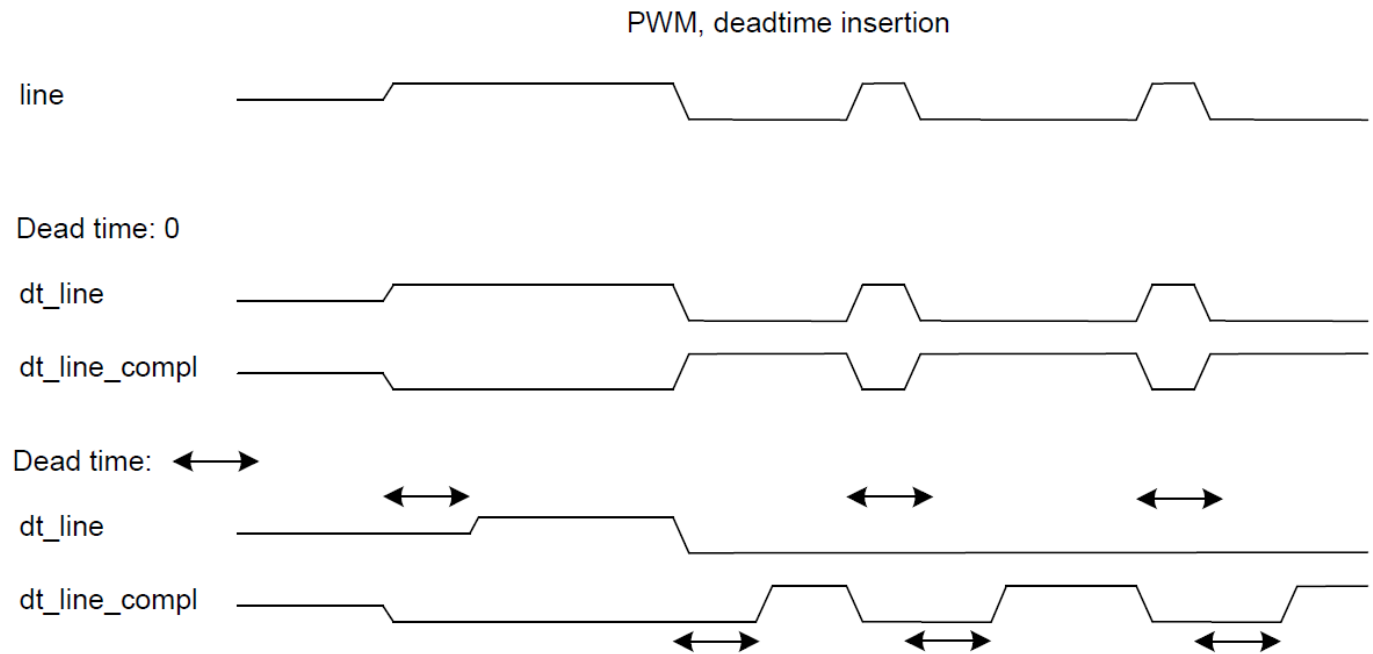 PWM, deadtime insertion
line
Dead time: 0
dt_line
dt_line_compl
Dead time:
dt_line
dt_line_compl